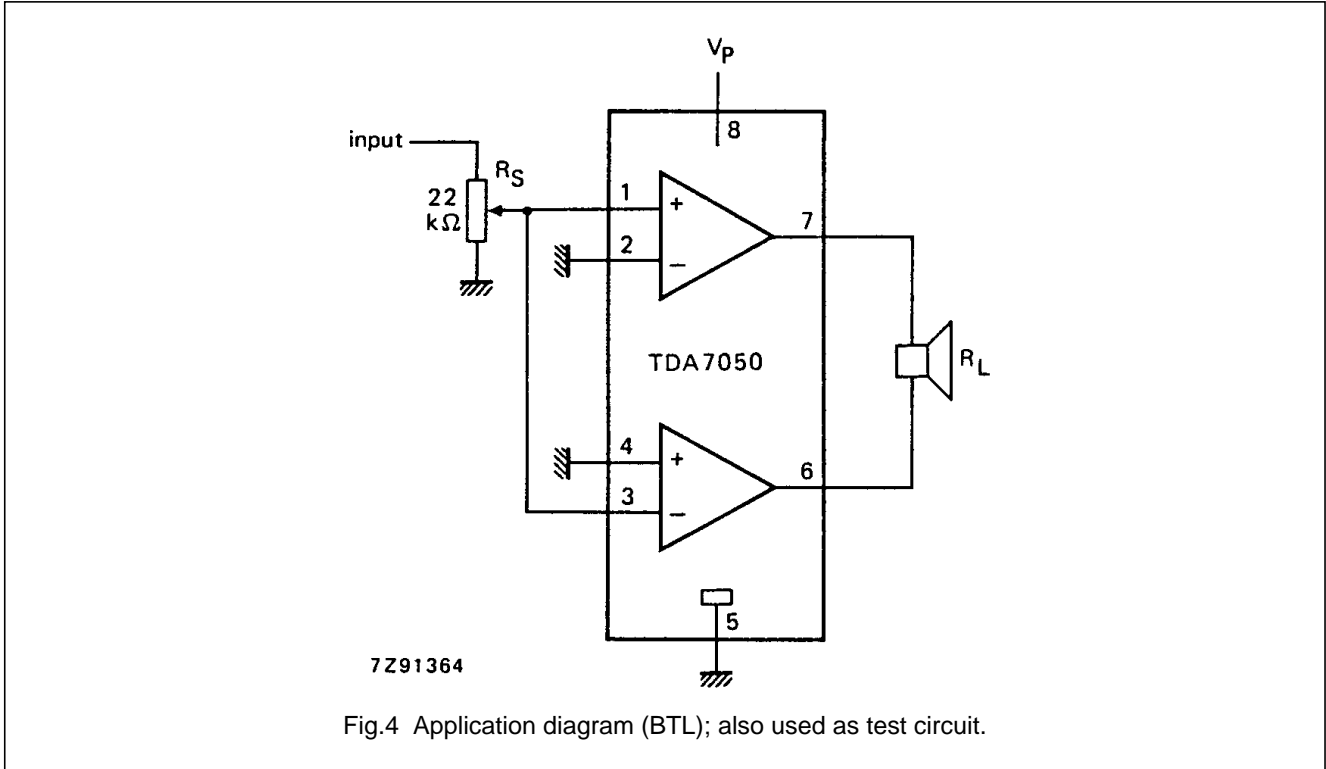 Vp
8
input
RS
22
kΩ
1
+
7
2
−
TDA7050
RL
4
+
6
3
−
5
7Z91364
Fig.4 Application diagram (BTL); also used as test circuit.